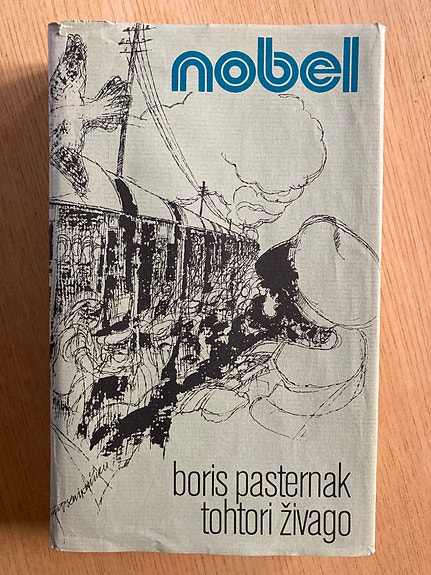 nobel
boris pasternak
tohtori živago